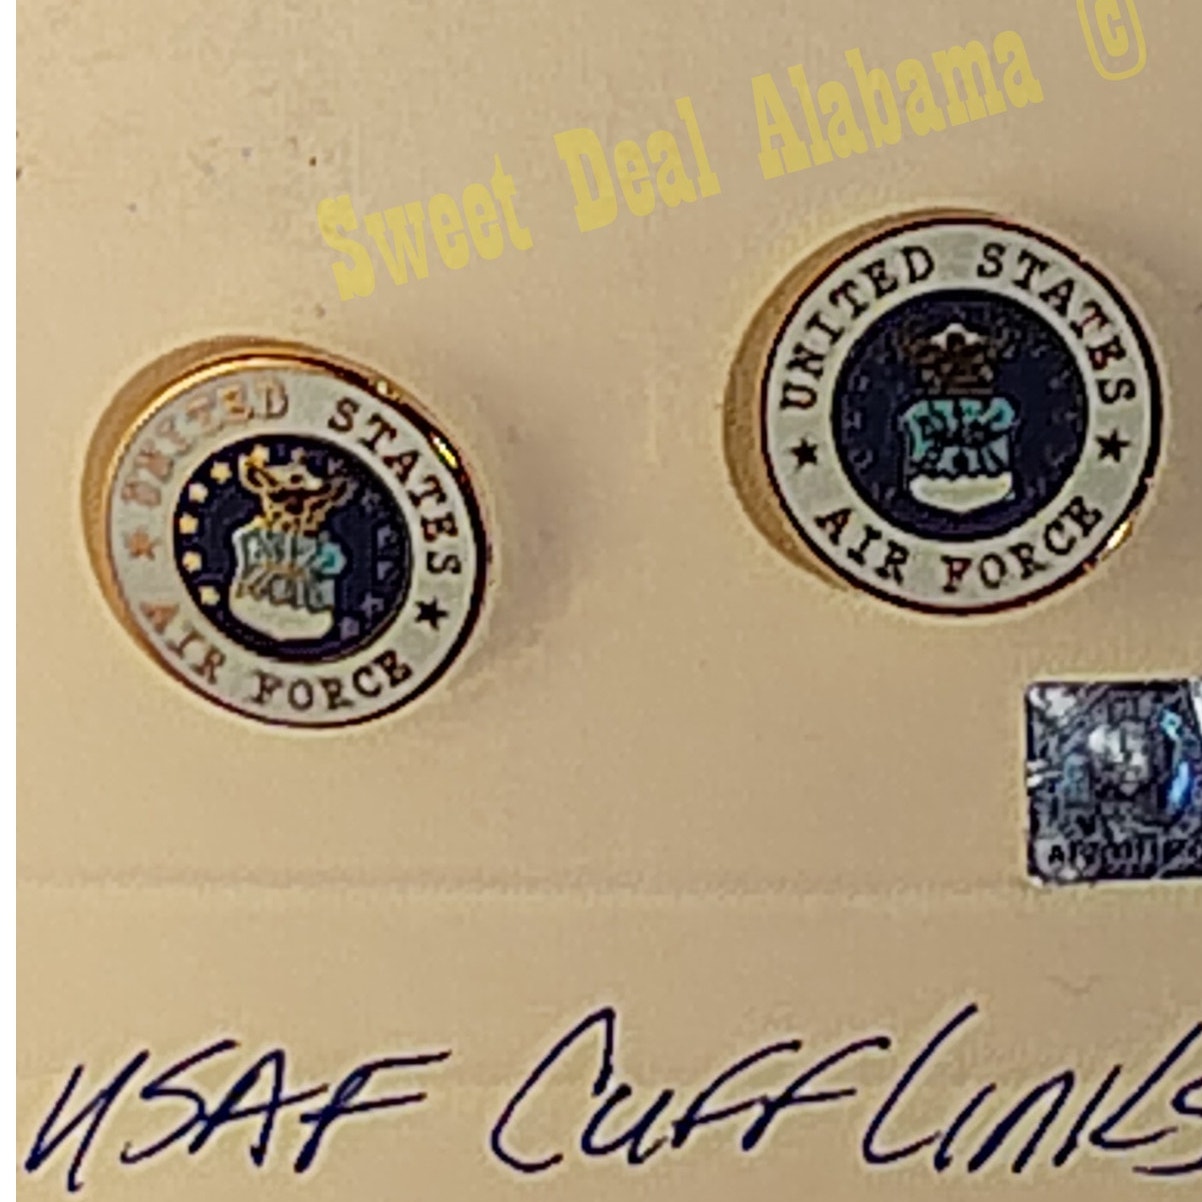 Sweet Deal Alabama ©
UNITED STATES
AIR FORCE
UNITED STATES
AIR FORCE
USAF CUFFLINKS